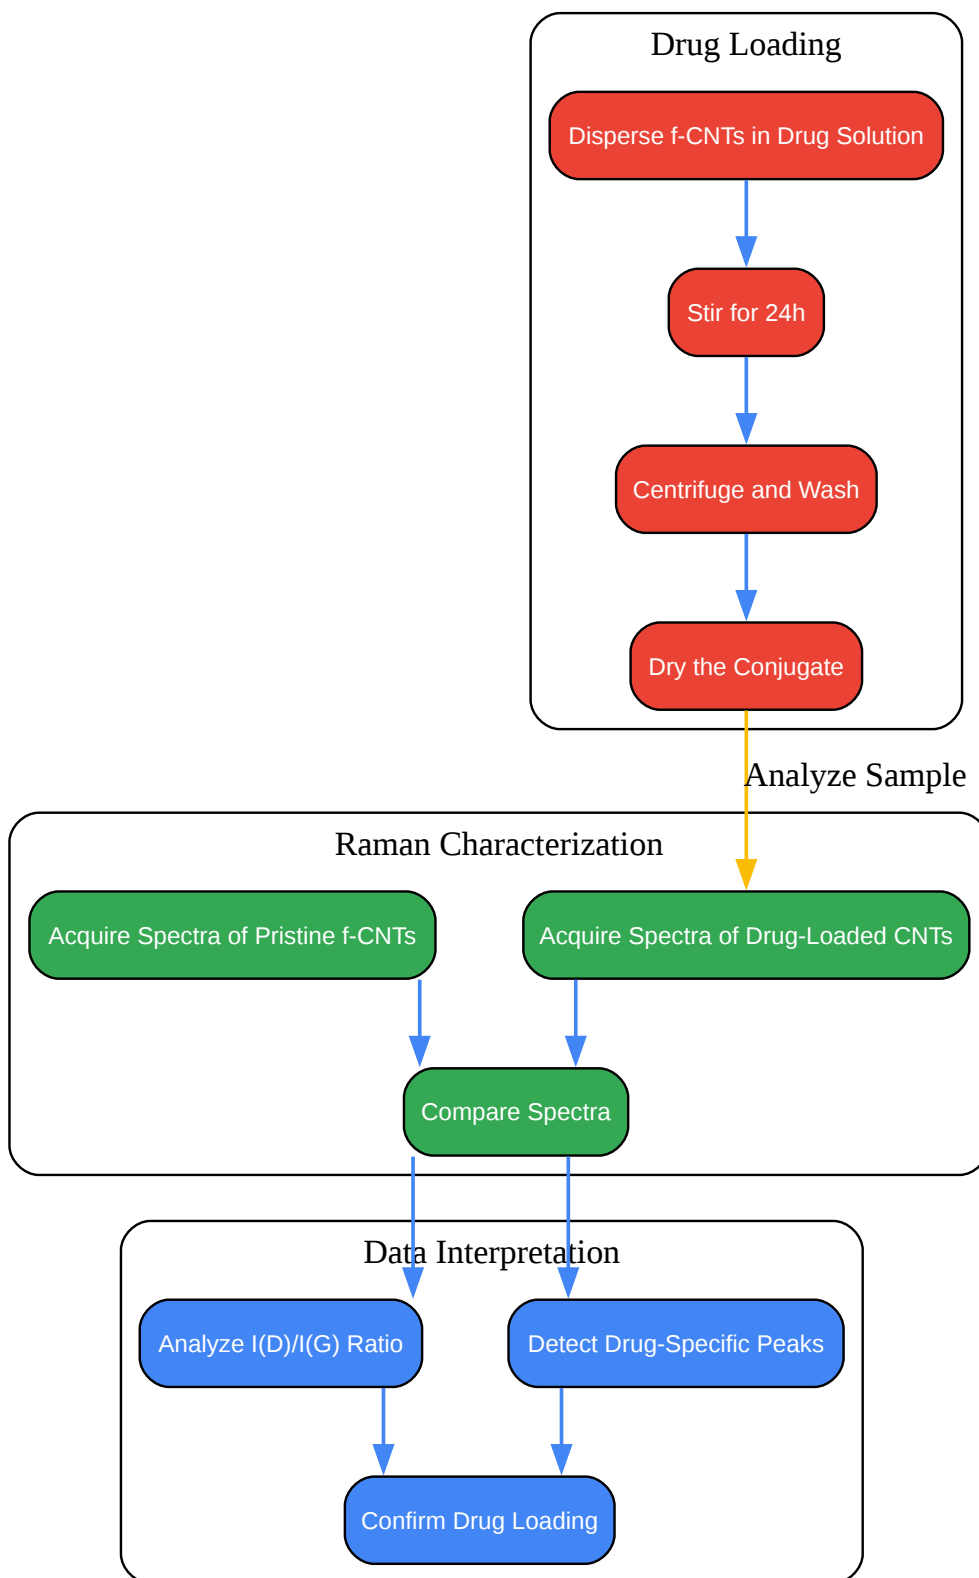 Drug Loading
Disperse f-CNTs in Drug Solution
Stir for 24h
Centrifuge and Wash
Dry the Conjugate
Analyze Sample
Raman Characterization
Acquire Spectra of Pristine f-CNTs
Acquire Spectra of Drug-Loaded CNTs
Compare Spectra
Data Interpretation
Analyze I(D)/I(G) Ratio
Detect Drug-Specific Peaks
Confirm Drug Loading